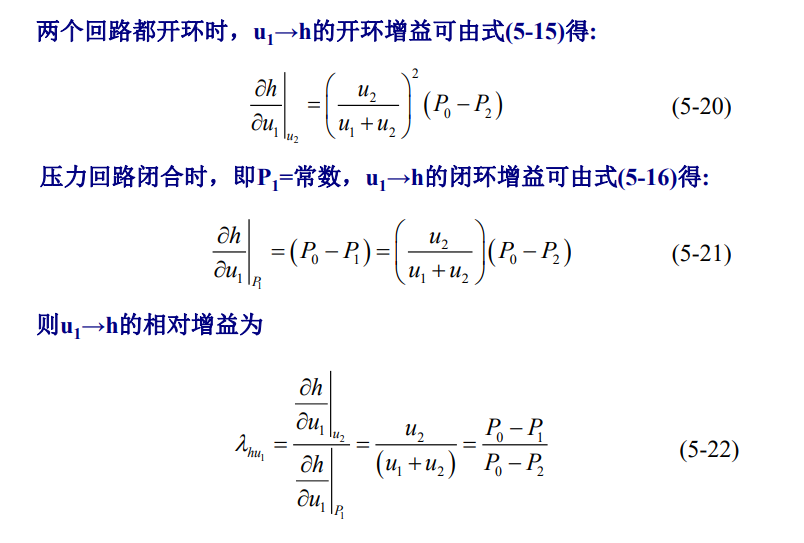 两个回路都开环时，u₁→h的开环增益可由式(5-15)得:
∂h/∂u₁|u₂ = (u₂/(u₁+u₂))² (P₀−P₂) (5-20)
压力回路闭合时，即P₁=常数，u₁→h的闭环增益可由式(5-16)得:
∂h/∂u₁|P₁ = (P₀−P₁) = (u₂/(u₁+u₂)) (P₀−P₂) (5-21)
则u₁→h的相对增益为
λhu₁ = (∂h/∂u₁|u₂)/(∂h/∂u₁|P₁) = u₂/(u₁+u₂) = (P₀−P₁)/(P₀−P₂) (5-22)